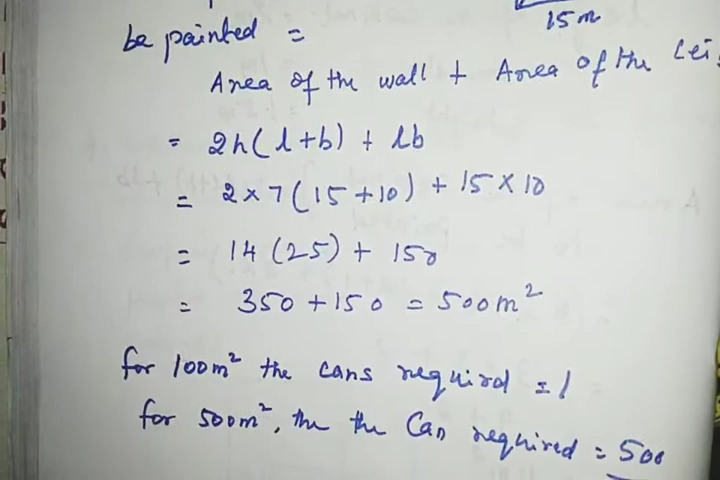 15m
be painted =
Area of the wall + Area of the Cei
= 2h(l+b) + lb
= 2×7(15+10) + 15×10
= 14(25) + 150
= 350+150 = 500m²
for 100m² the cans required = 1
for 500m², the the Can required = 500